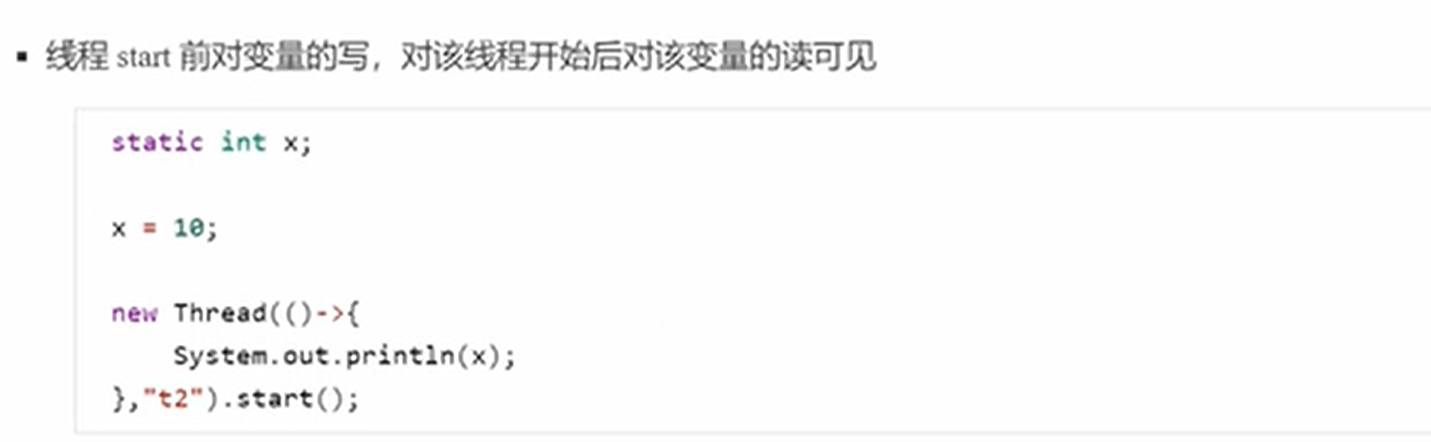 ▪ 线程 start 前对变量的写，对该线程开始后对该变量的读可见
static int x;
x = 10;
new Thread(()->{
    System.out.println(x);
},"t2").start();